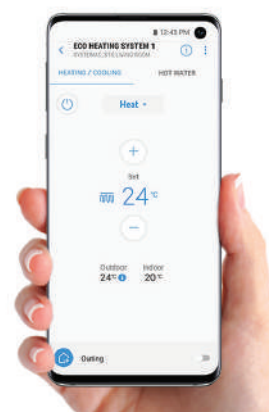 12:43 PM
ECO HEATING SYSTEM 1
HEATING / COOLING HOT WATER
Heat
Set
24°C
Outdoor Indoor
24°C 20°C
Outing